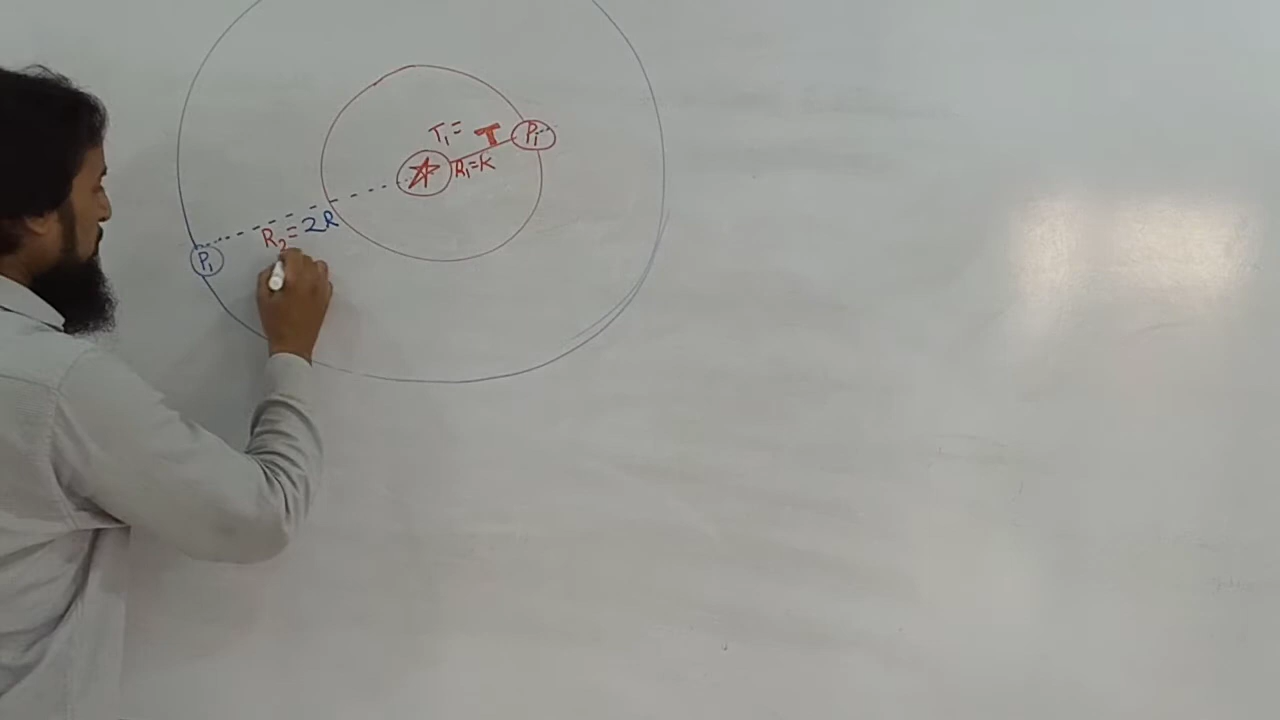 T₁ = T
P₁
R₁=K
R₂ = 2R
P₁